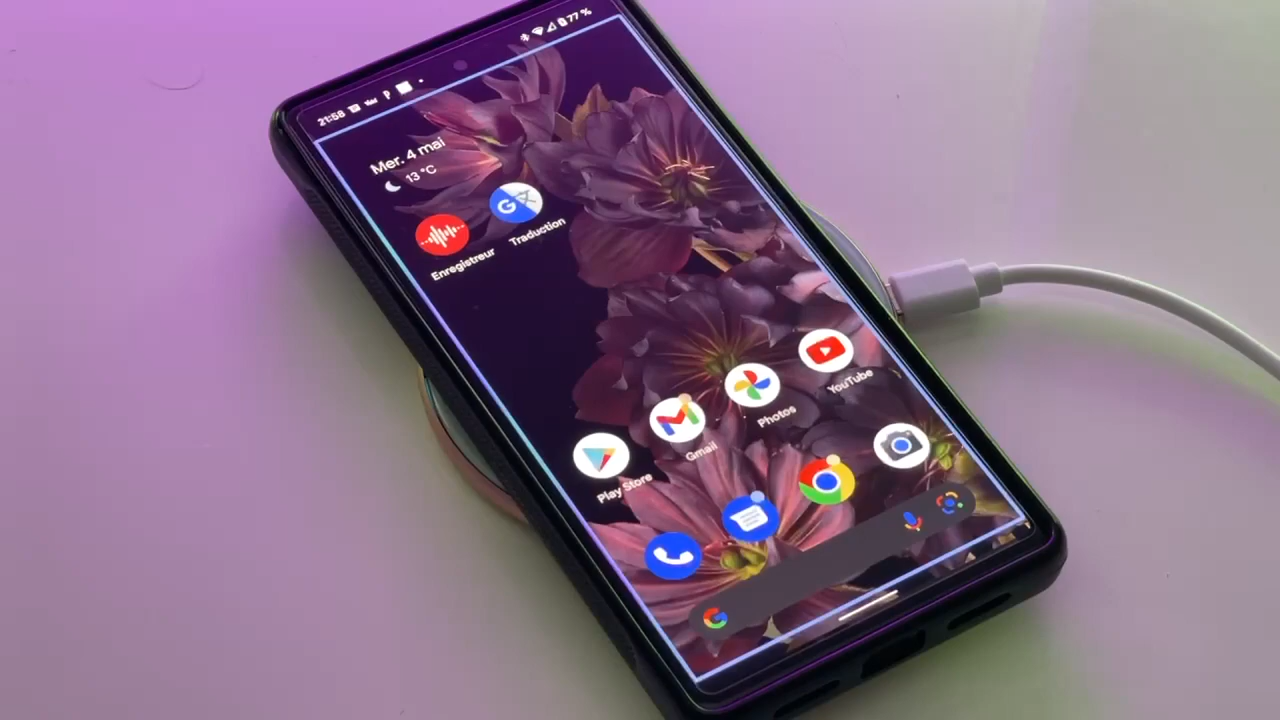 21:58
77 %
Mer. 4 mai
13 °C
Enregistreur
Traduction
Play Store
Gmail
Photos
YouTube